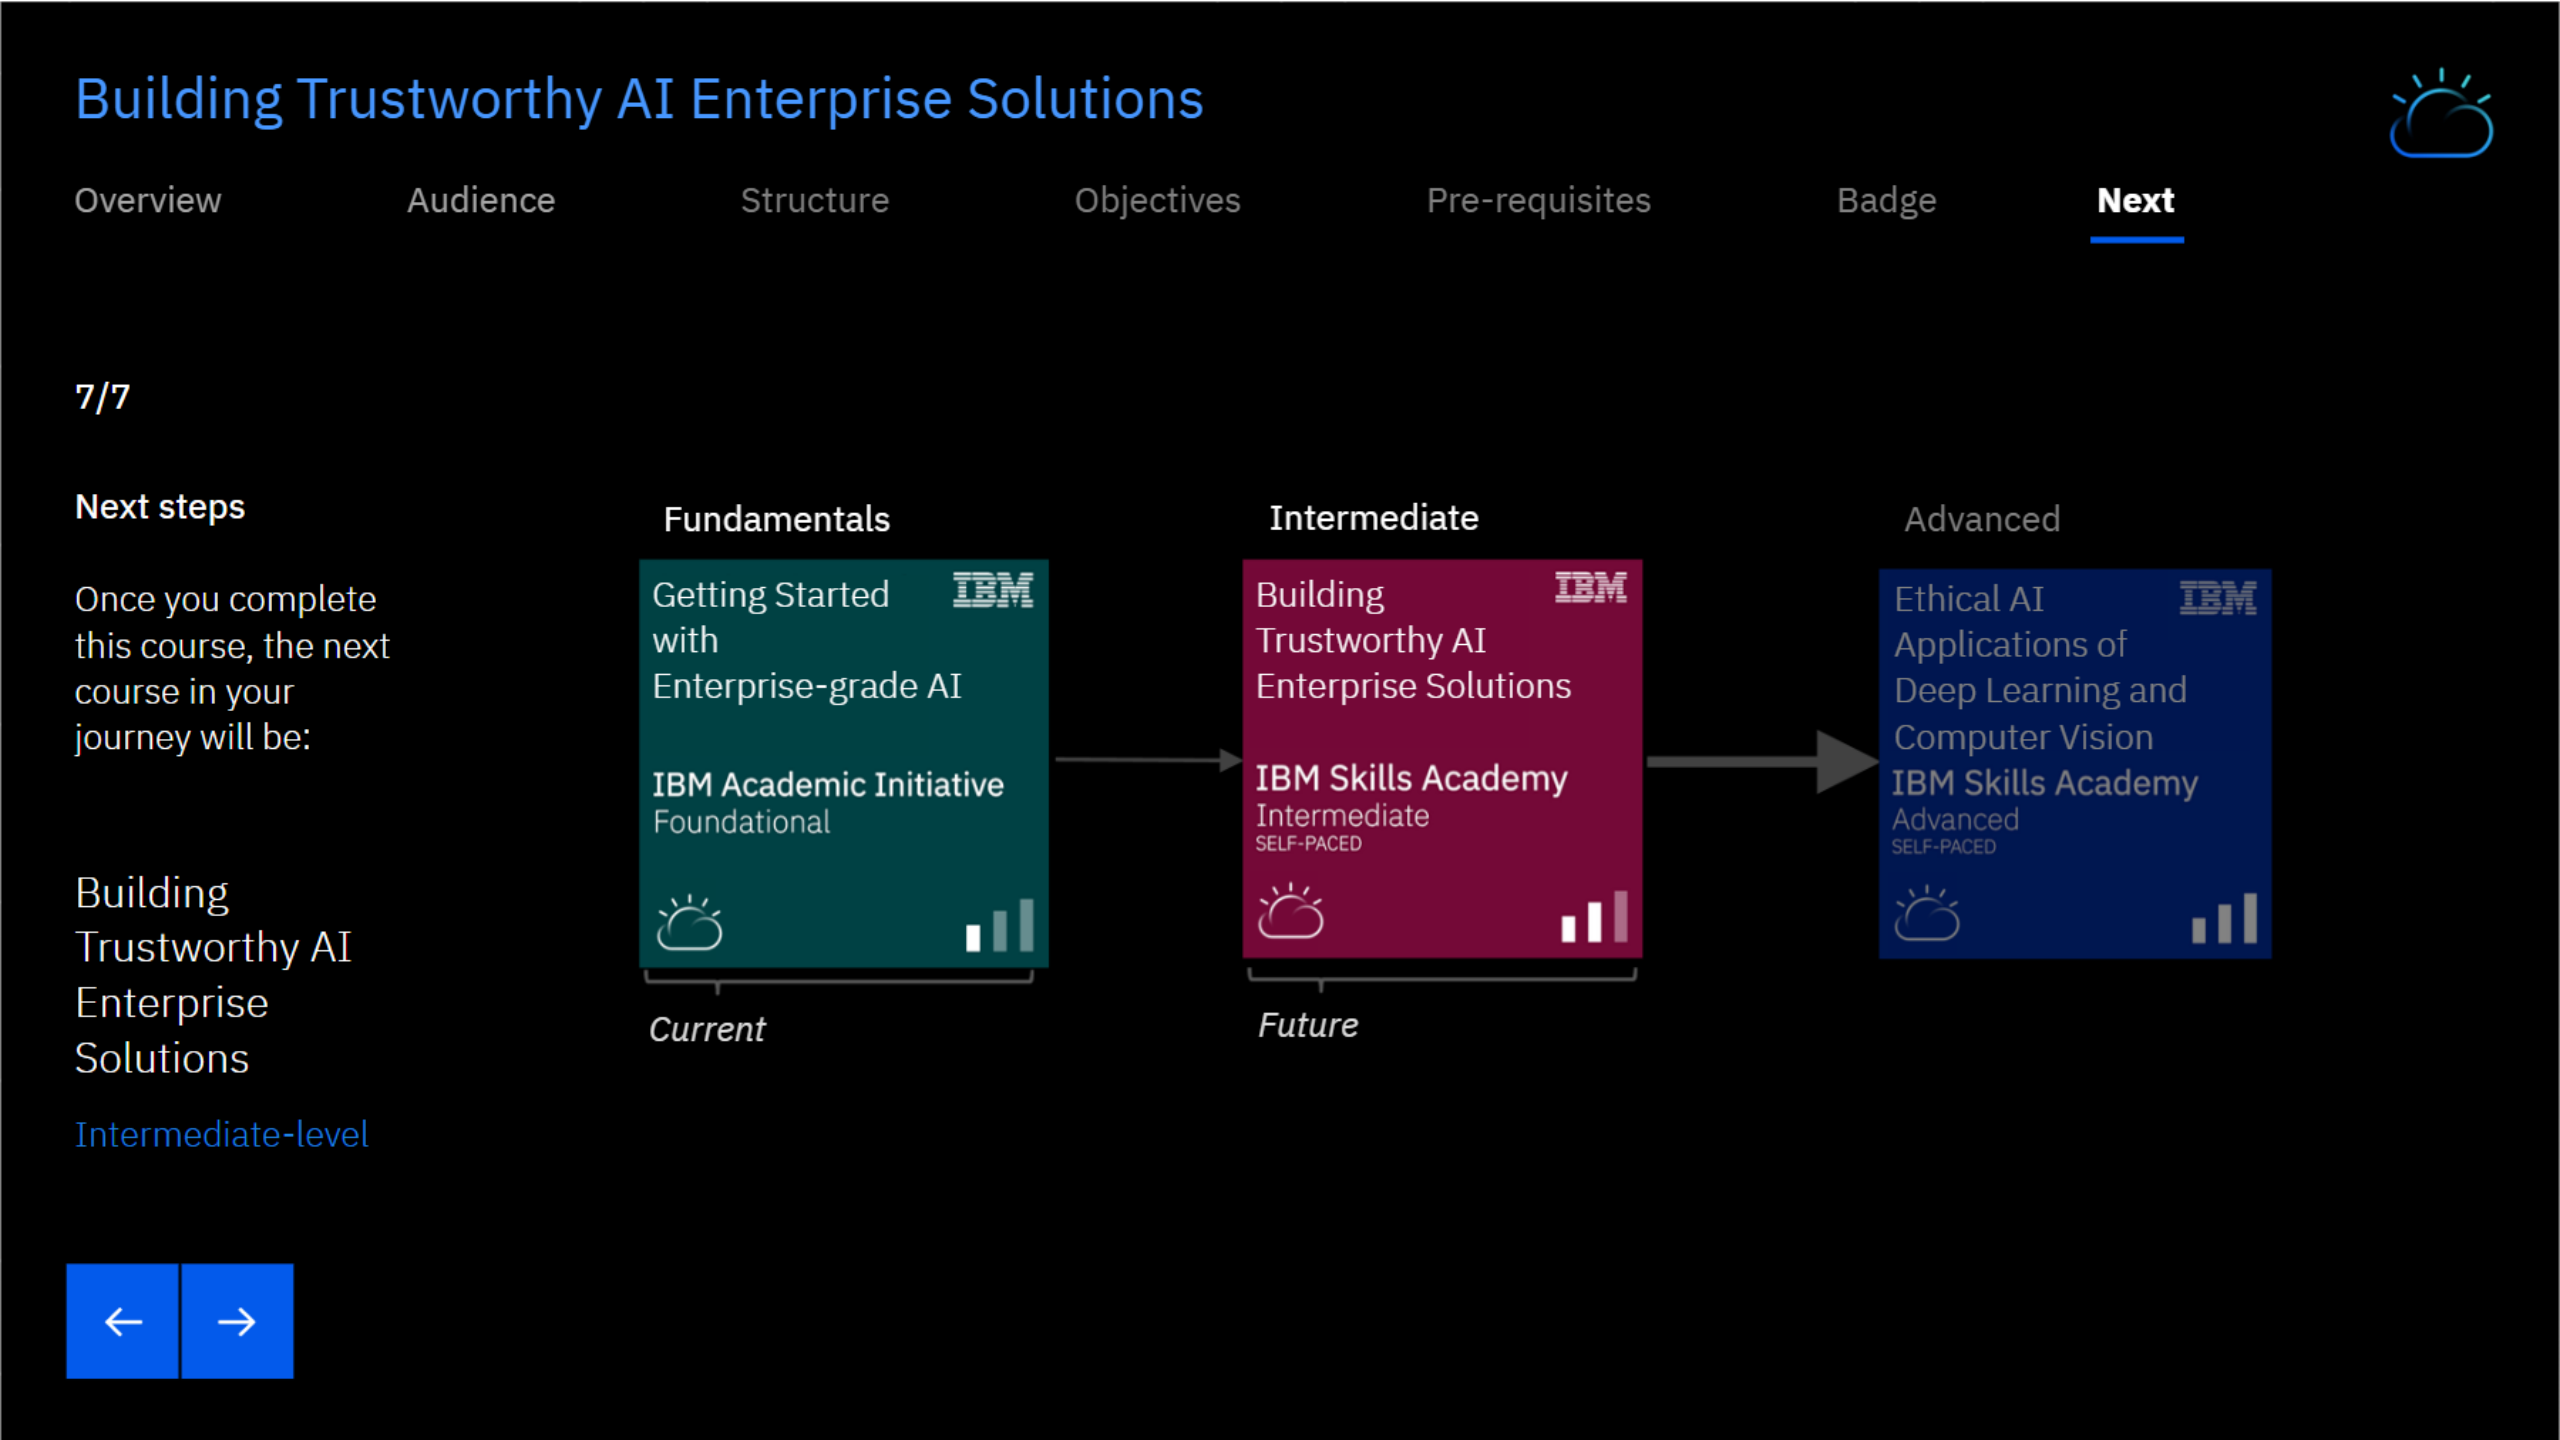 Building Trustworthy AI Enterprise Solutions
Overview
Audience
Structure
Objectives
Pre-requisites
Badge
Next
7/7
Next steps
Once you complete
this course, the next
course in your
journey will be:
Building
Trustworthy AI
Enterprise
Solutions
Intermediate-level
Fundamentals
Getting Started
with
Enterprise-grade AI
IBM
IBM Academic Initiative
Foundational
Current
Intermediate
Building
Trustworthy AI
Enterprise Solutions
IBM
IBM Skills Academy
Intermediate
SELF-PACED
Future
Advanced
Ethical AI
Applications of
Deep Learning and
Computer Vision
IBM
IBM Skills Academy
Advanced
SELF-PACED